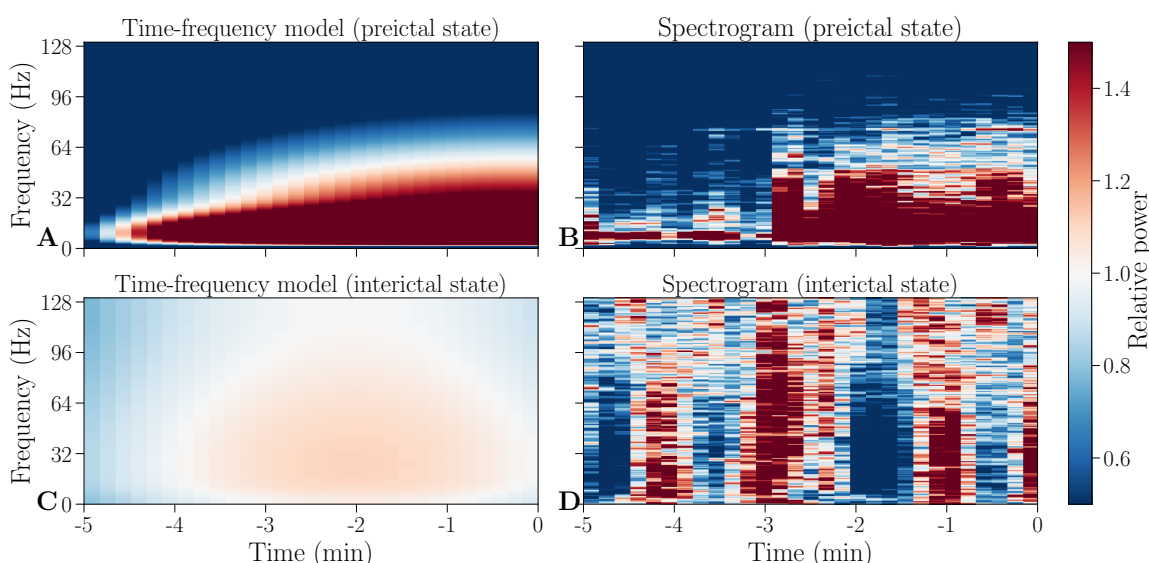 Time-frequency model (preictal state)
Spectrogram (preictal state)
Frequency (Hz)
128
96
64
32
0
A
B
1.4
1.2
1.0
0.8
0.6
Relative power
Time-frequency model (interictal state)
Spectrogram (interictal state)
Frequency (Hz)
128
96
64
32
0
C
D
-5 -4 -3 -2 -1 0
-5 -4 -3 -2 -1 0
Time (min)
Time (min)